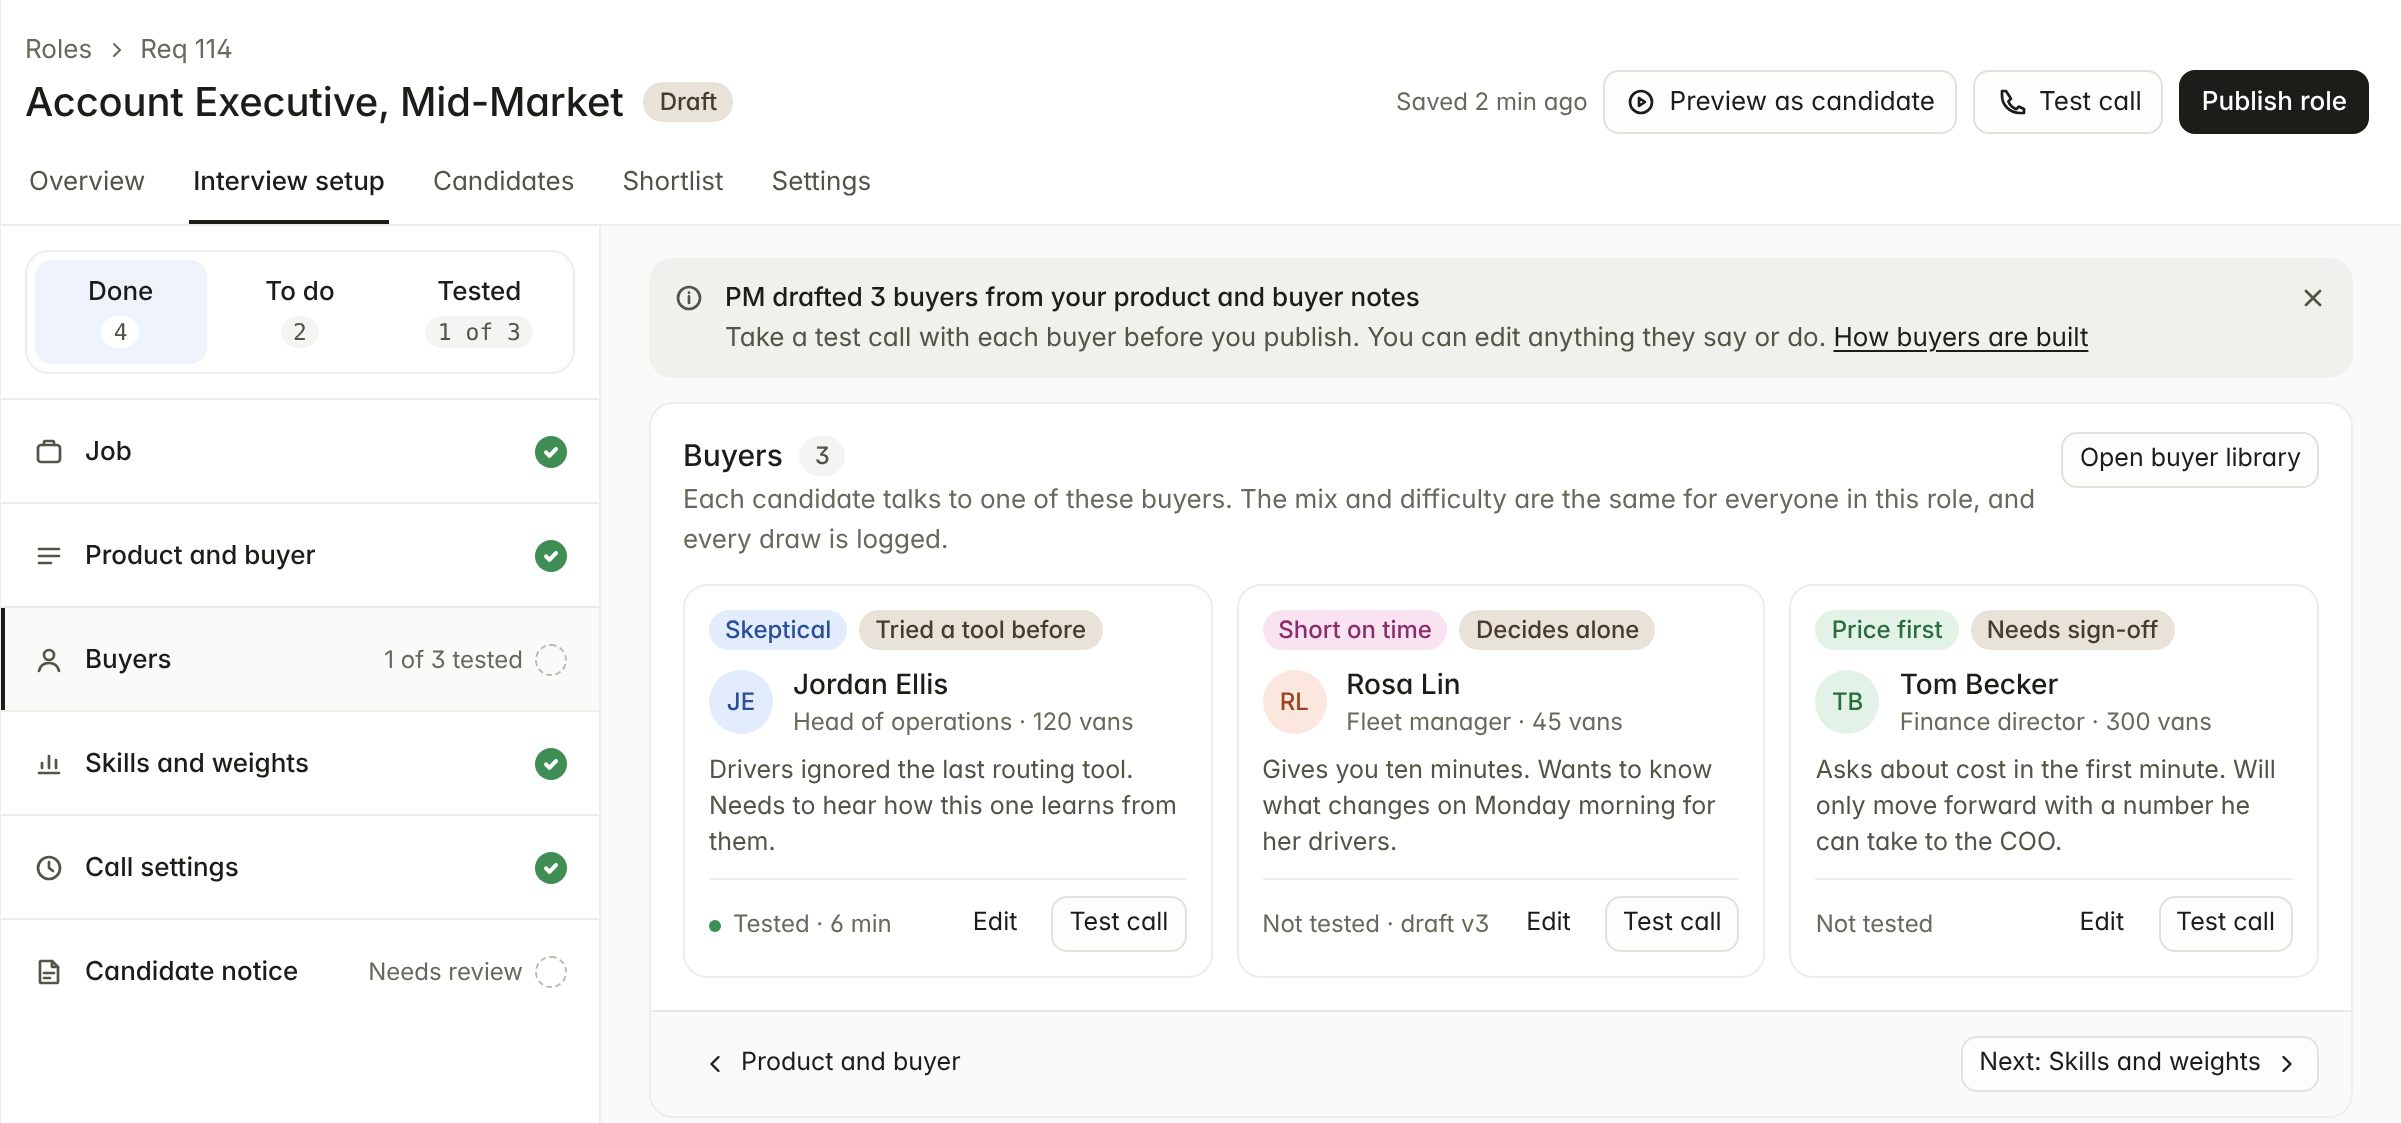 Roles > Req 114
Account Executive, Mid-Market Draft
Saved 2 min ago Preview as candidate Test call Publish role
Overview Interview setup Candidates Shortlist Settings
Done To do Tested
4 2 1 of 3
Job
Product and buyer
Buyers 1 of 3 tested
Skills and weights
Call settings
Candidate notice Needs review
PM drafted 3 buyers from your product and buyer notes
Take a test call with each buyer before you publish. You can edit anything they say or do. How buyers are built
Buyers 3
Open buyer library
Each candidate talks to one of these buyers. The mix and difficulty are the same for everyone in this role, and
every draw is logged.
Skeptical Tried a tool before
JE
Jordan Ellis
Head of operations · 120 vans
Drivers ignored the last routing tool.
Needs to hear how this one learns from
them.
Tested · 6 min Edit Test call
Short on time Decides alone
RL
Rosa Lin
Fleet manager · 45 vans
Gives you ten minutes. Wants to know
what changes on Monday morning for
her drivers.
Not tested · draft v3 Edit Test call
Price first Needs sign-off
TB
Tom Becker
Finance director · 300 vans
Asks about cost in the first minute. Will
only move forward with a number he
can take to the COO.
Not tested Edit Test call
Product and buyer
Next: Skills and weights